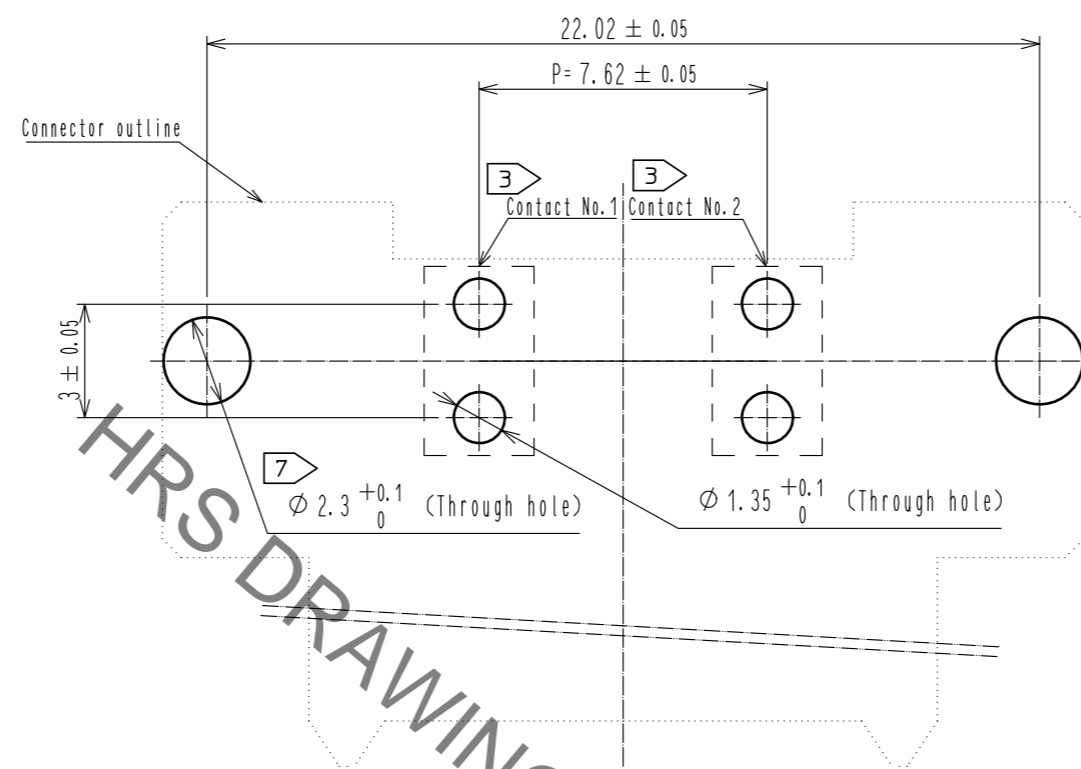 22.02 ± 0.05
P=7.62 ± 0.05
Connector outline
3
3
Contact No.1
Contact No.2
3 ± 0.05
7
Ø 2.3 +0.1 0 (Through hole)
Ø 1.35 +0.1 0 (Through hole)
HRS DRAWING